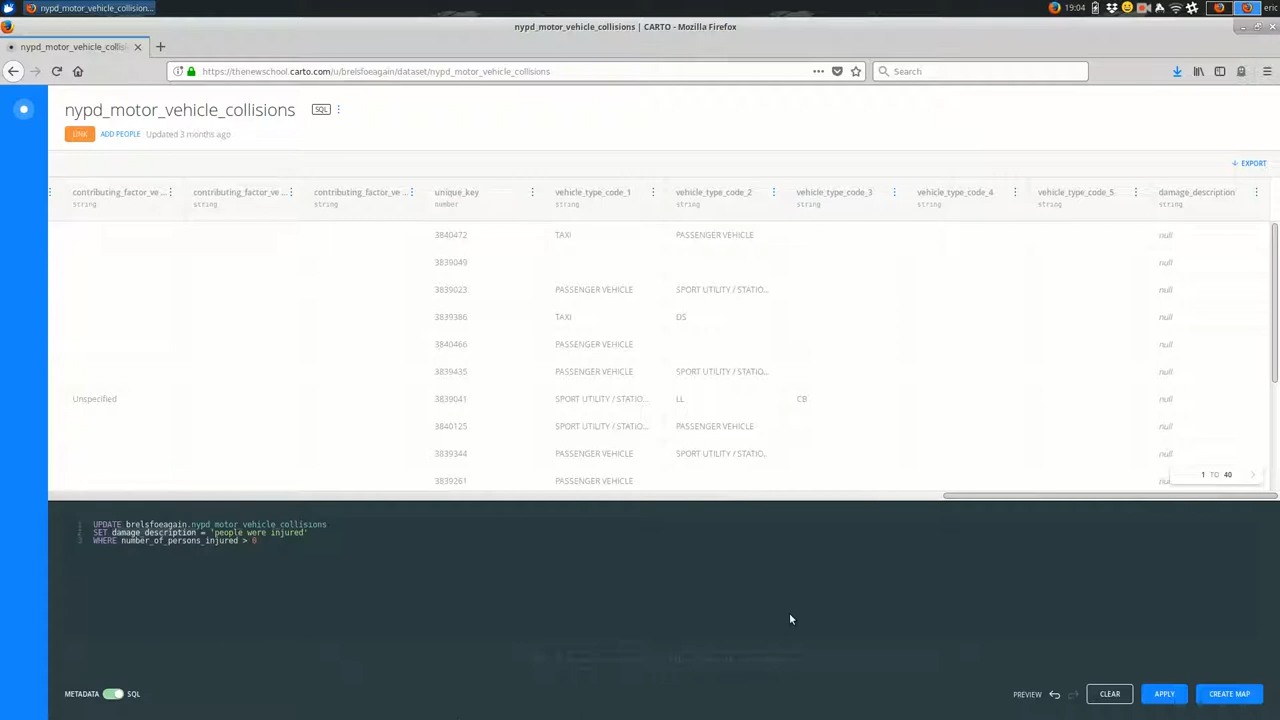 nypd_motor_vehicle_collision...
19:04
eric
nypd_motor_vehicle_collisions | CARTO - Mozilla Firefox
nypd_motor_vehicle_collis
https://thenewschool.carto.com/u/brelsfoeagain/dataset/nypd_motor_vehicle_collisions
Search
nypd_motor_vehicle_collisions
SQL
LINK
ADD PEOPLE
Updated 3 months ago
EXPORT
contributing_factor_ve ... contributing_factor_ve ... contributing_factor_ve ... unique_key vehicle_type_code_1 vehicle_type_code_2 vehicle_type_code_3 vehicle_type_code_4 vehicle_type_code_5 damage_description
string string string number string string string string string string
3840472 TAXI PASSENGER VEHICLE null
3839049 null
3839023 PASSENGER VEHICLE SPORT UTILITY / STATIO... null
3839386 TAXI DS null
3840466 PASSENGER VEHICLE null
3839435 PASSENGER VEHICLE SPORT UTILITY / STATIO... null
Unspecified 3839041 SPORT UTILITY / STATIO... LL CB null
3840125 SPORT UTILITY / STATIO... PASSENGER VEHICLE null
3839344 PASSENGER VEHICLE SPORT UTILITY / STATIO... null
3839261 PASSENGER VEHICLE
1 TO 40
UPDATE brelsfoeagain.nypd_motor_vehicle_collisions
SET damage_description = 'people were injured'
WHERE number_of_persons_injured > 0
METADATA SQL
PREVIEW
CLEAR
APPLY
CREATE MAP